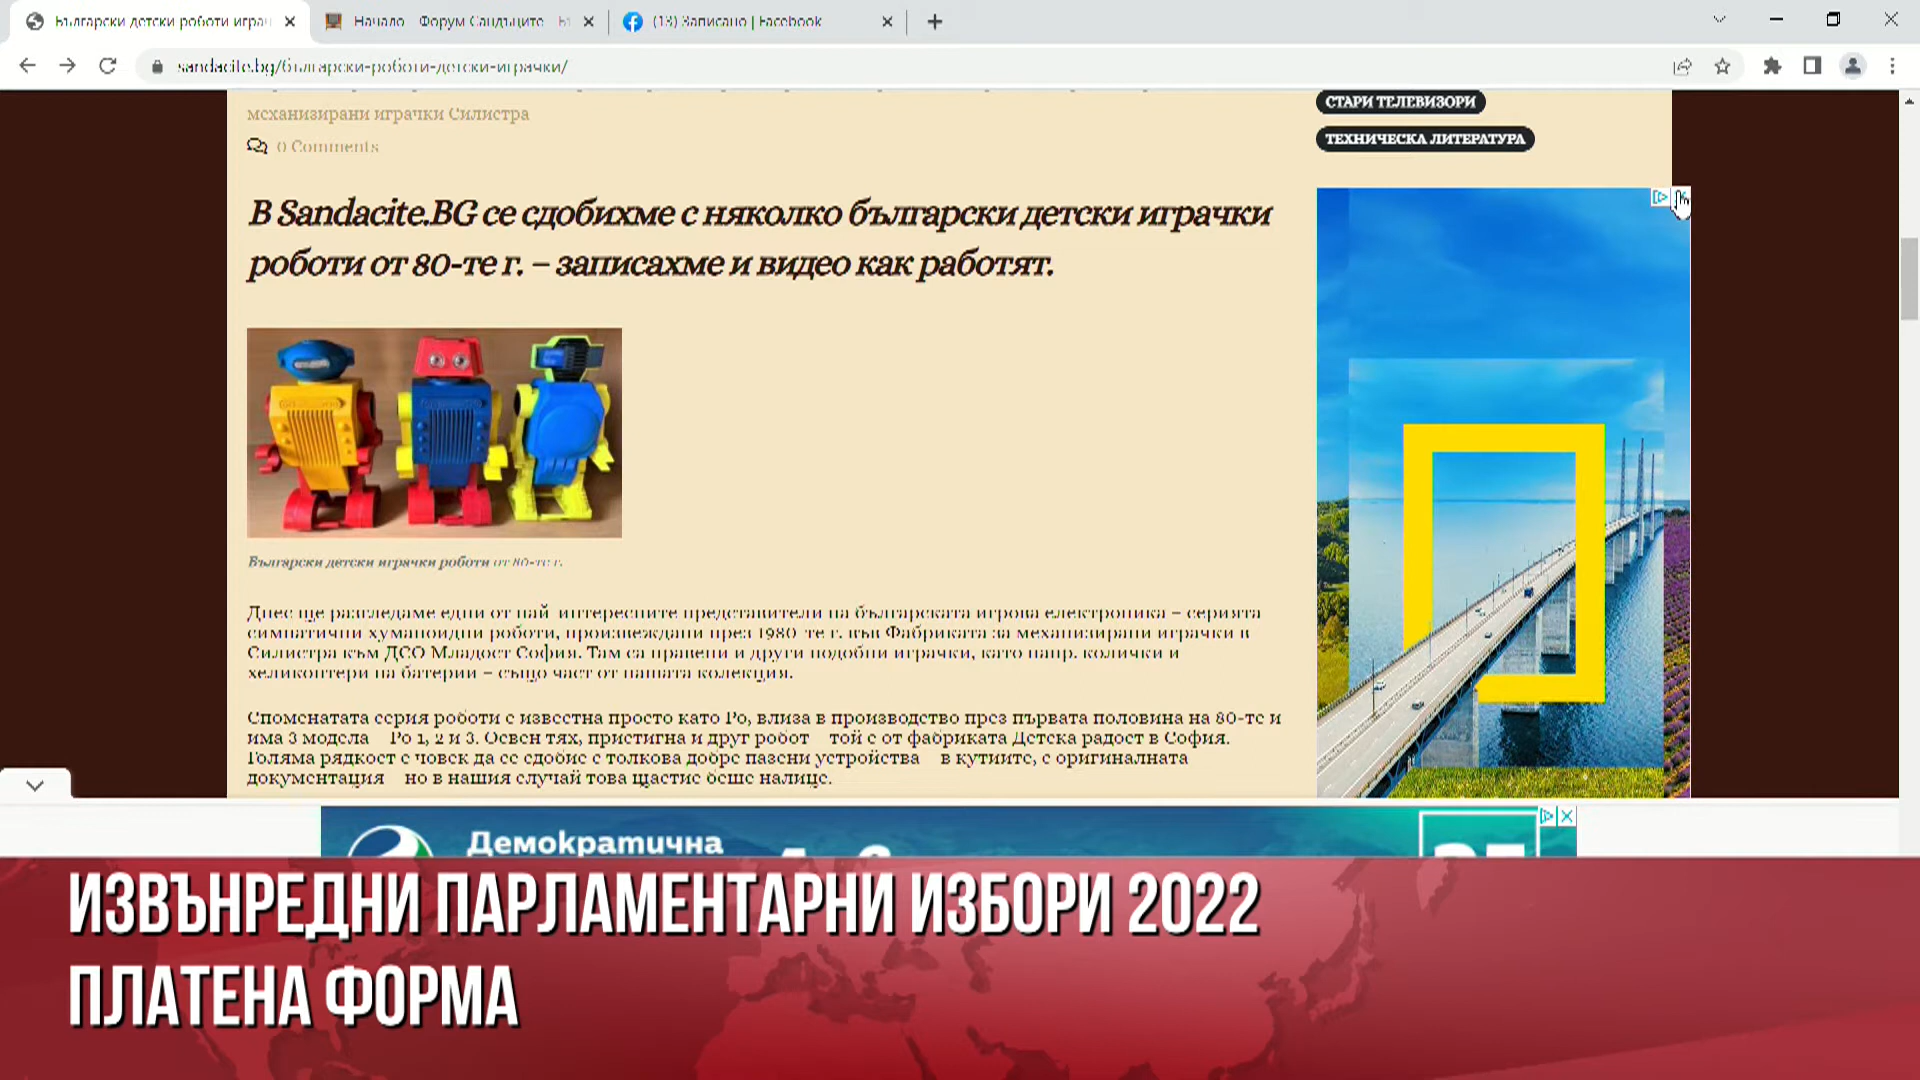 Български детски роботи играч
Начало Форум Сандъците
(13) Записано | Facebook
sandacite.bg/български-роботи-детски-играчки/
механизирани играчки Силистра
0 Comments
СТАРИ ТЕЛЕВИЗОРИ
ТЕХНИЧЕСКА ЛИТЕРАТУРА
В Sandacite.BG се сдобихме с няколко български детски играчки
роботи от 80-те г. – записахме и видео как работят.
Български детски играчки роботи от 80-те г.
Днес ще разгледаме едни от най-интересните представители на българската игрова електроника – серията
симпатични хуманоидни роботи, произвеждани през 1980-те г. във Фабриката за механизирани играчки в
Силистра към ДСО Младост София. Там са правени и други подобни играчки, като напр. колички и
хеликоптери на батерии – също част от нашата колекция.
Споменатата серия роботи е известна просто като Ро, влиза в производство през първата половина на 80-те и
има 3 модела – Ро 1, 2 и 3. Освен тях, пристигна и друг робот – той е от фабриката Детска радост в София.
Голяма рядкост е човек да се сдобие с толкова добре пазени устройства – в кутиите, с оригиналната
документация – но в нашия случай това щастие беше налице.
Демократична
ИЗВЪНРЕДНИ ПАРЛАМЕНТАРНИ ИЗБОРИ 2022
ПЛАТЕНА ФОРМА